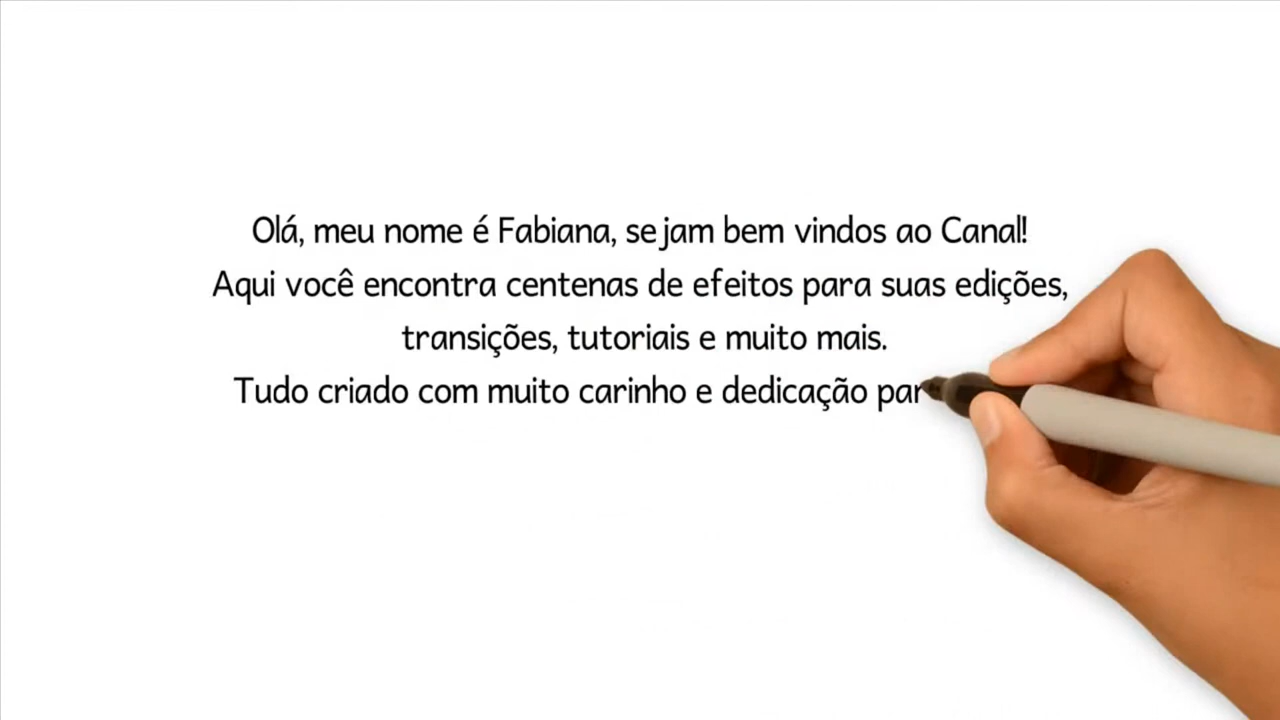 Olá, meu nome é Fabiana, sejam bem vindos ao Canal!
Aqui você encontra centenas de efeitos para suas edições,
transições, tutoriais e muito mais.
Tudo criado com muito carinho e dedicação par